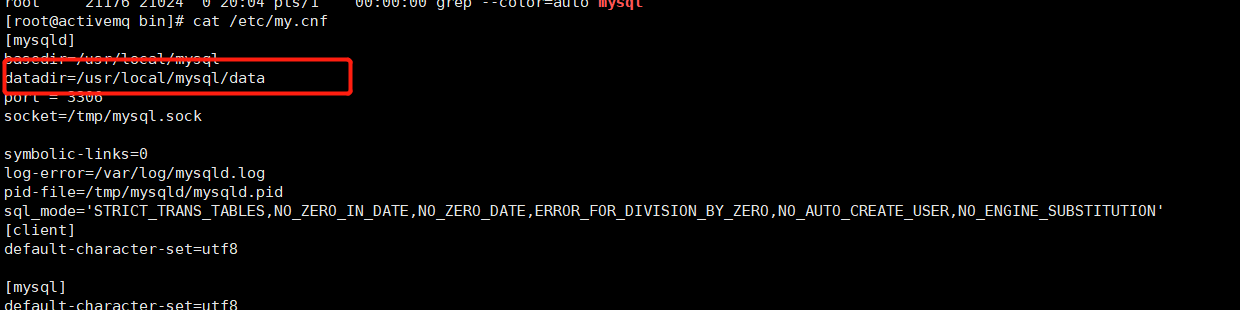 root     21176 21024  0 20:04 pts/1    00:00:00 grep --color=auto mysql
[root@activemq bin]# cat /etc/my.cnf
[mysqld]
basedir=/usr/local/mysql
datadir=/usr/local/mysql/data
port = 3306
socket=/tmp/mysql.sock

symbolic-links=0
log-error=/var/log/mysqld.log
pid-file=/tmp/mysqld/mysqld.pid
sql_mode='STRICT_TRANS_TABLES,NO_ZERO_IN_DATE,NO_ZERO_DATE,ERROR_FOR_DIVISION_BY_ZERO,NO_AUTO_CREATE_USER,NO_ENGINE_SUBSTITUTION'
[client]
default-character-set=utf8

[mysql]
default-character-set=utf8